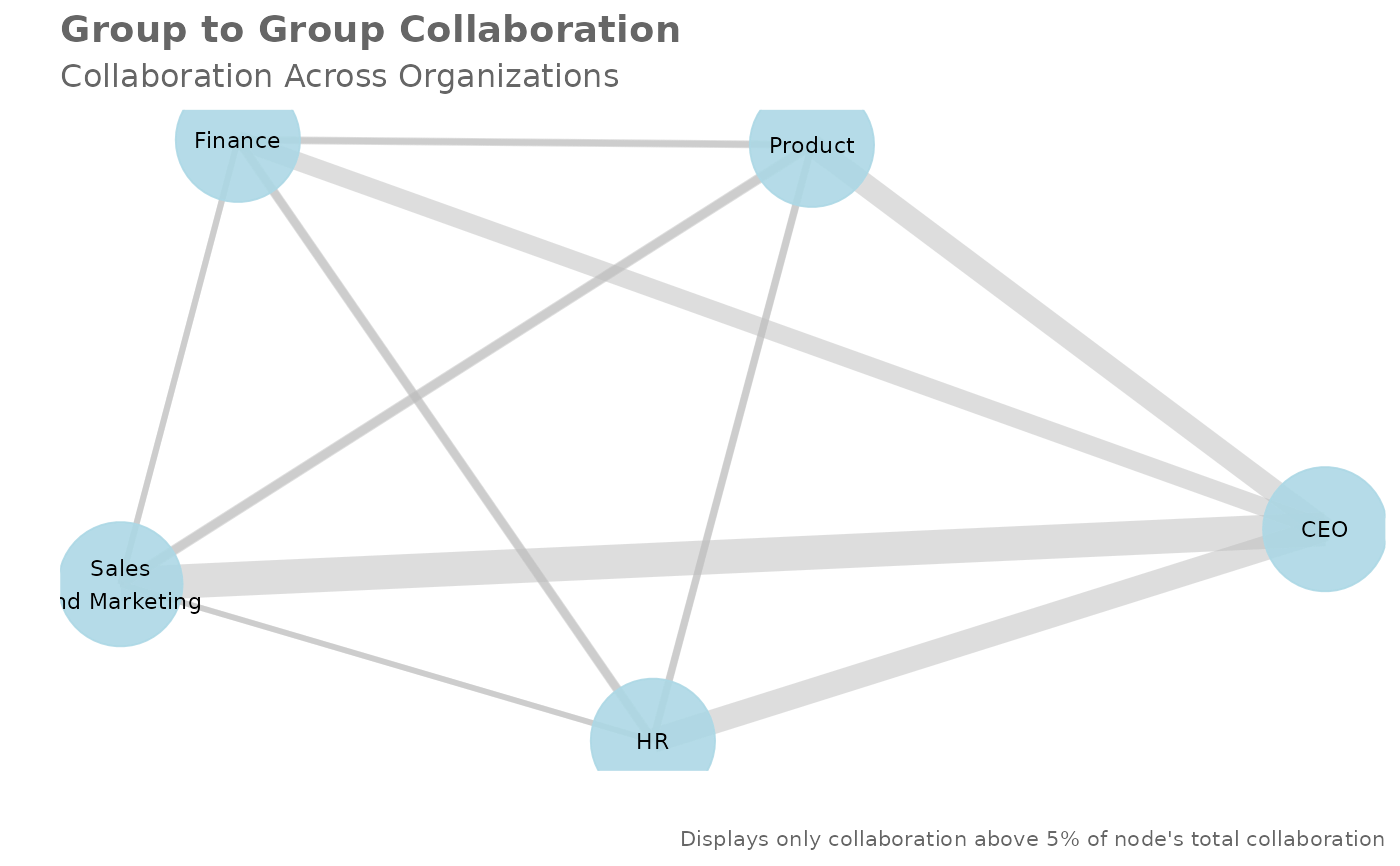 Group to Group Collaboration
Collaboration Across Organizations
Finance
Product
CEO
Sales
nd Marketing
HR
Displays only collaboration above 5% of node's total collaboration